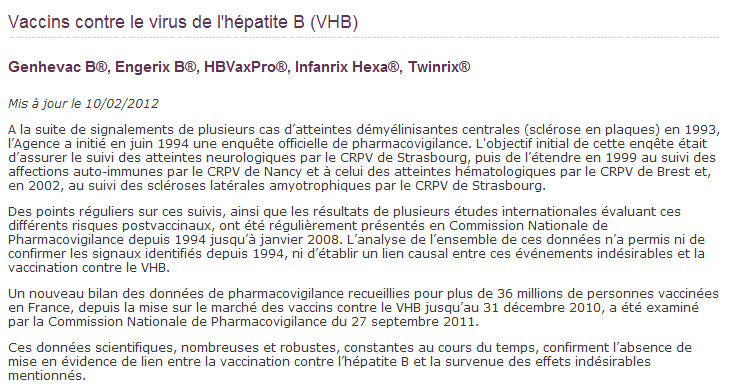 Vaccins contre le virus de l'hépatite B (VHB)
Genhevac B®, Engerix B®, HBVaxPro®, Infanrix Hexa®, Twinrix®
Mis à jour le 10/02/2012
A la suite de signalements de plusieurs cas d’atteintes démyélinisantes centrales (sclérose en plaques) en 1993,
l’Agence a initié en juin 1994 une enquête officielle de pharmacovigilance. L'objectif initial de cette enqête était
d’assurer le suivi des atteintes neurologiques par le CRPV de Strasbourg, puis de l’étendre en 1999 au suivi des
affections auto-immunes par le CRPV de Nancy et à celui des atteintes hématologiques par le CRPV de Brest et,
en 2002, au suivi des scléroses latérales amyotrophiques par le CRPV de Strasbourg.
Des points réguliers sur ces suivis, ainsi que les résultats de plusieurs études internationales évaluant ces
différents risques postvaccinaux, ont été régulièrement présentés en Commission Nationale de
Pharmacovigilance depuis 1994 jusqu’à janvier 2008. L’analyse de l’ensemble de ces données n’a permis ni de
confirmer les signaux identifiés depuis 1994, ni d’établir un lien causal entre ces événements indésirables et la
vaccination contre le VHB.
Un nouveau bilan des données de pharmacovigilance recueillies pour plus de 36 millions de personnes vaccinées
en France, depuis la mise sur le marché des vaccins contre le VHB jusqu’au 31 décembre 2010, a été examiné
par la Commission Nationale de Pharmacovigilance du 27 septembre 2011.
Ces données scientifiques, nombreuses et robustes, constantes au cours du temps, confirment l’absence de
mise en évidence de lien entre la vaccination contre l’hépatite B et la survenue des effets indésirables
mentionnés.